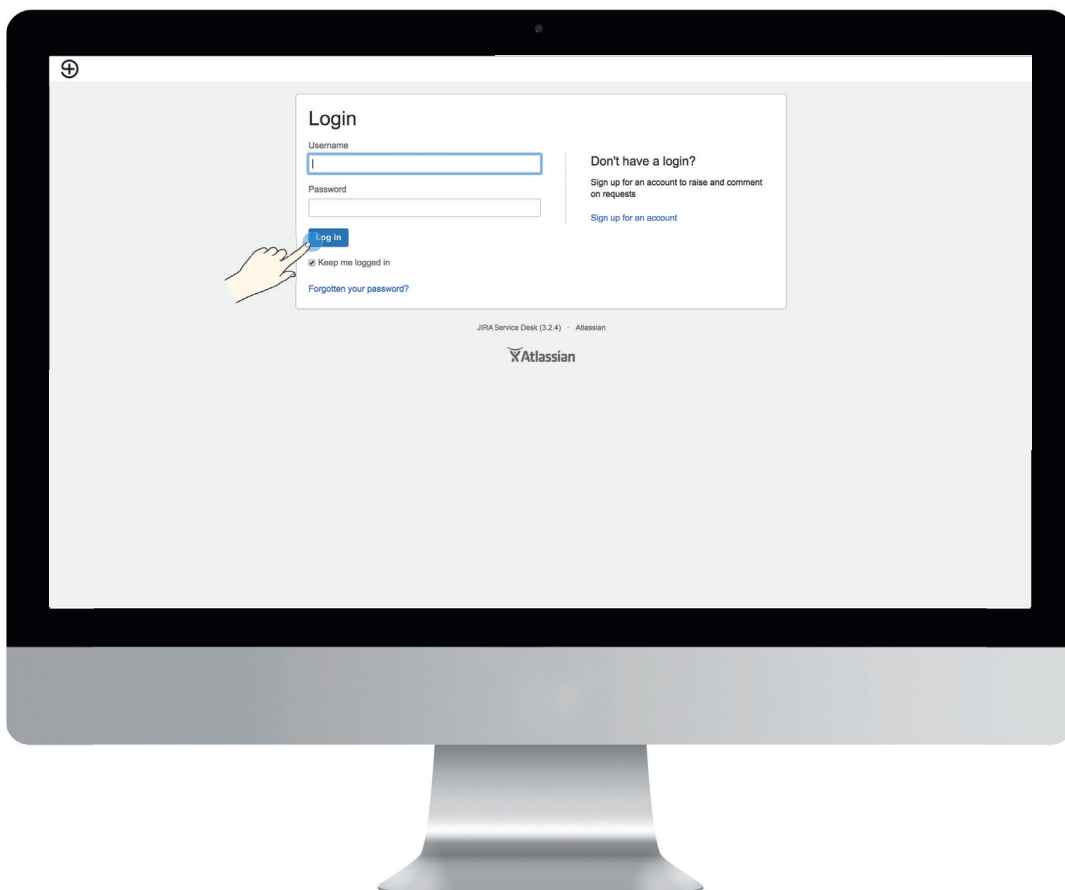 Login
Username
Password
Log in
Keep me logged in
Forgotten your password?
Don't have a login?
Sign up for an account to raise and comment
on requests
Sign up for an account
JIRA Service Desk (3.2.4) · Atlassian
Atlassian